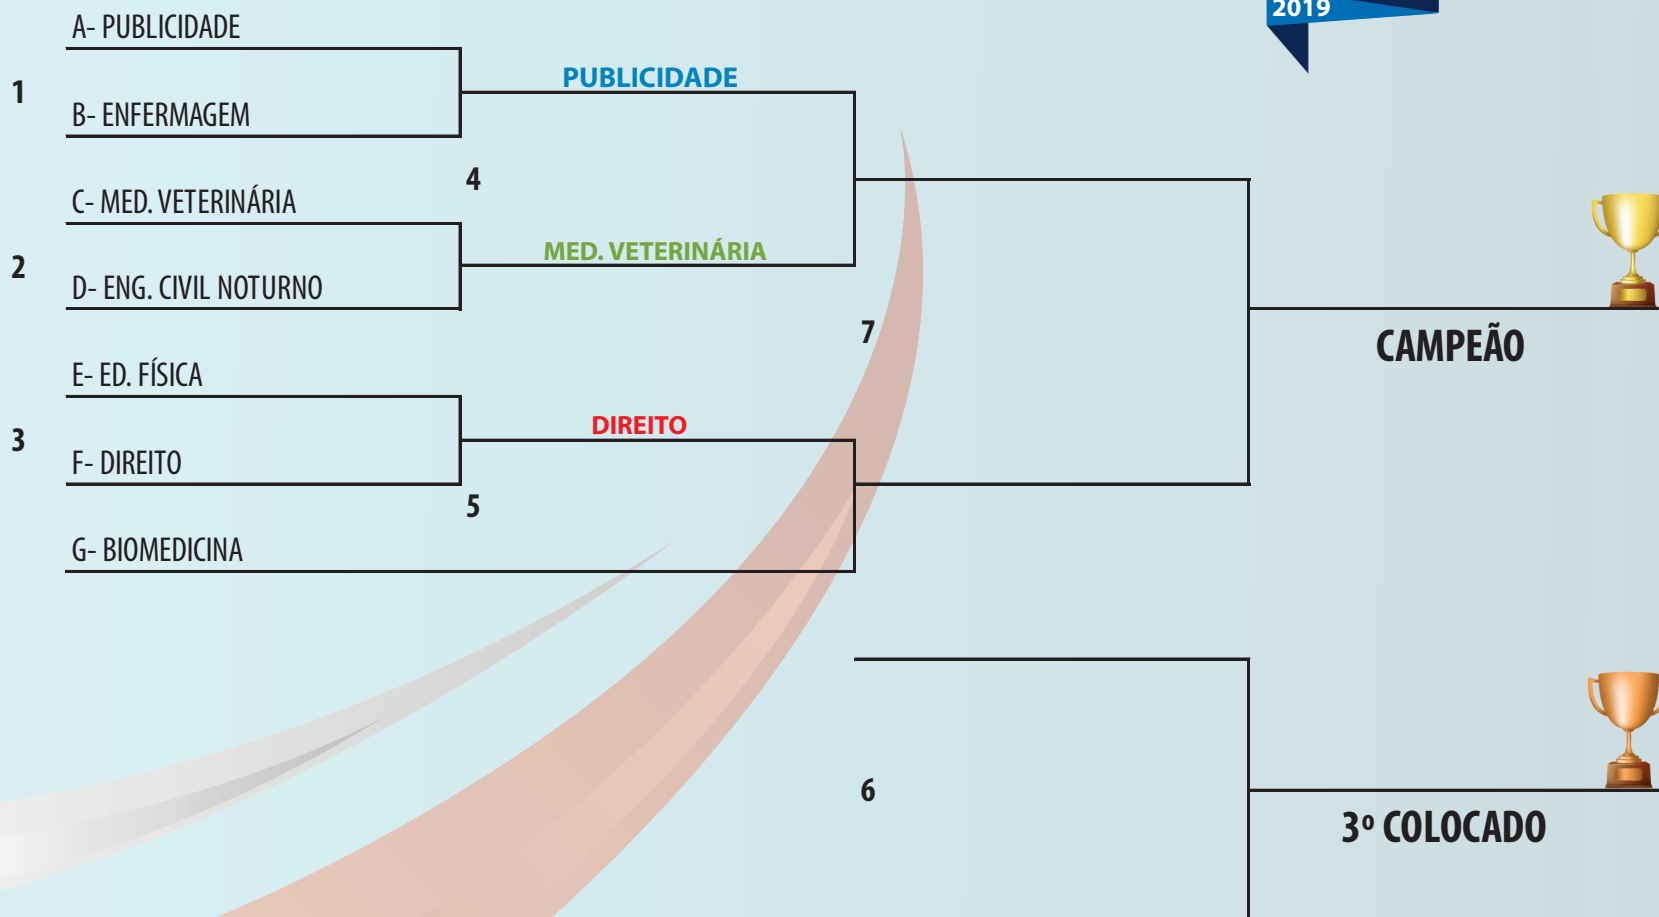 2019
A- PUBLICIDADE
1
PUBLICIDADE
B- ENFERMAGEM
4
C- MED. VETERINÁRIA
2
MED. VETERINÁRIA
D- ENG. CIVIL NOTURNO
7
CAMPEÃO
E- ED. FÍSICA
3
DIREITO
F- DIREITO
5
G- BIOMEDICINA
6
3º COLOCADO